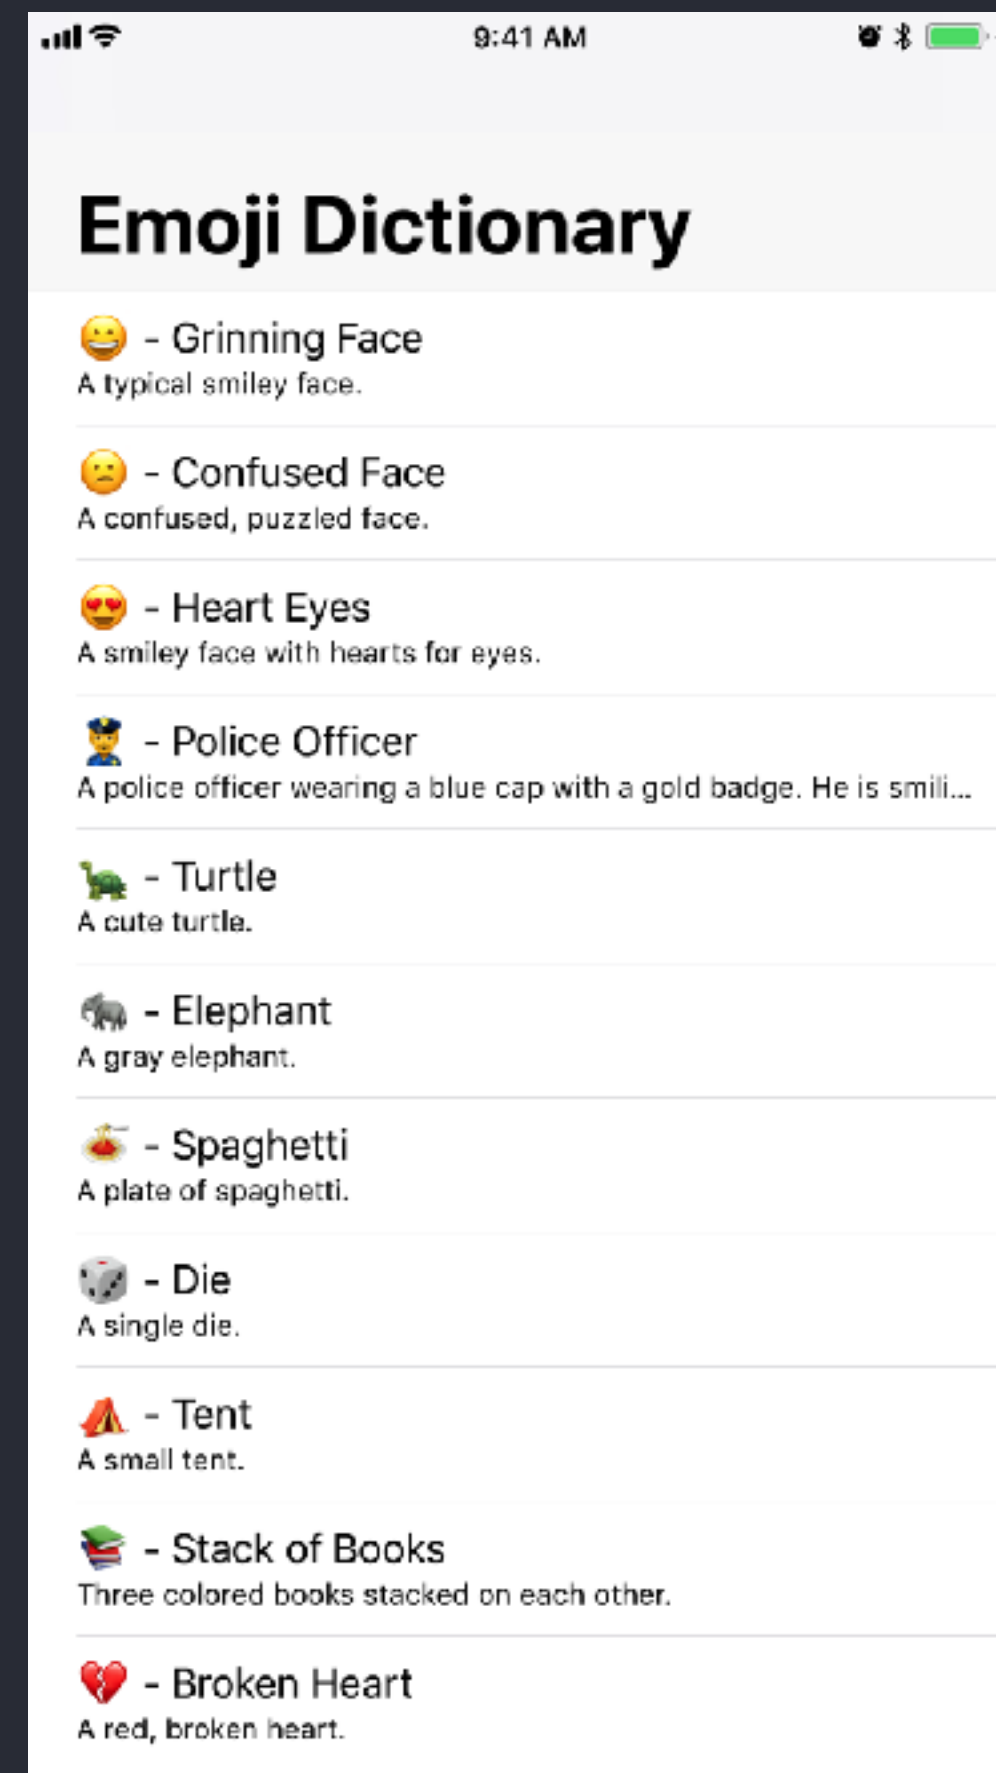 9:41 AM
Emoji Dictionary
😀 - Grinning Face
A typical smiley face.
😕 - Confused Face
A confused, puzzled face.
😍 - Heart Eyes
A smiley face with hearts for eyes.
👮 - Police Officer
A police officer wearing a blue cap with a gold badge. He is smili...
🐢 - Turtle
A cute turtle.
🐘 - Elephant
A gray elephant.
🍝 - Spaghetti
A plate of spaghetti.
🎲 - Die
A single die.
⛺ - Tent
A small tent.
📚 - Stack of Books
Three colored books stacked on each other.
💔 - Broken Heart
A red, broken heart.